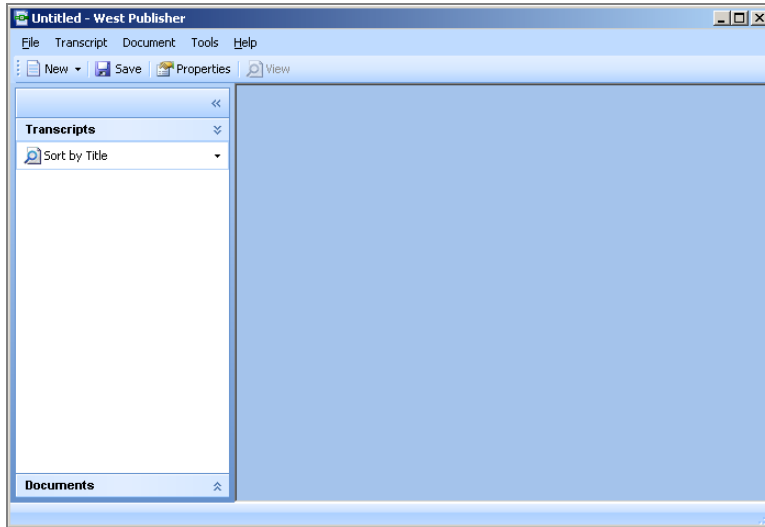 Untitled - West Publisher
File Transcript Document Tools Help
New Save Properties View
Transcripts
Sort by Title
Documents